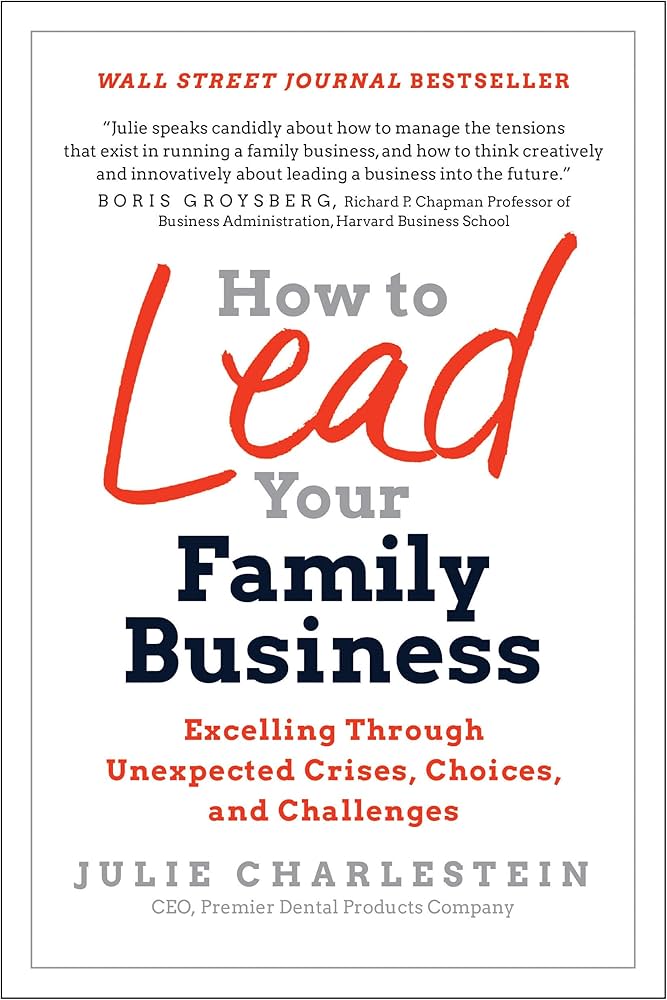 WALL STREET JOURNAL BESTSELLER
“Julie speaks candidly about how to manage the tensions
that exist in running a family business, and how to think creatively
and innovatively about leading a business into the future.”
BORIS GROYSBERG, Richard P. Chapman Professor of
Business Administration, Harvard Business School
How to
Lead
Your
Family
Business
Excelling Through
Unexpected Crises, Choices,
and Challenges
JULIE CHARLESTEIN
CEO, Premier Dental Products Company